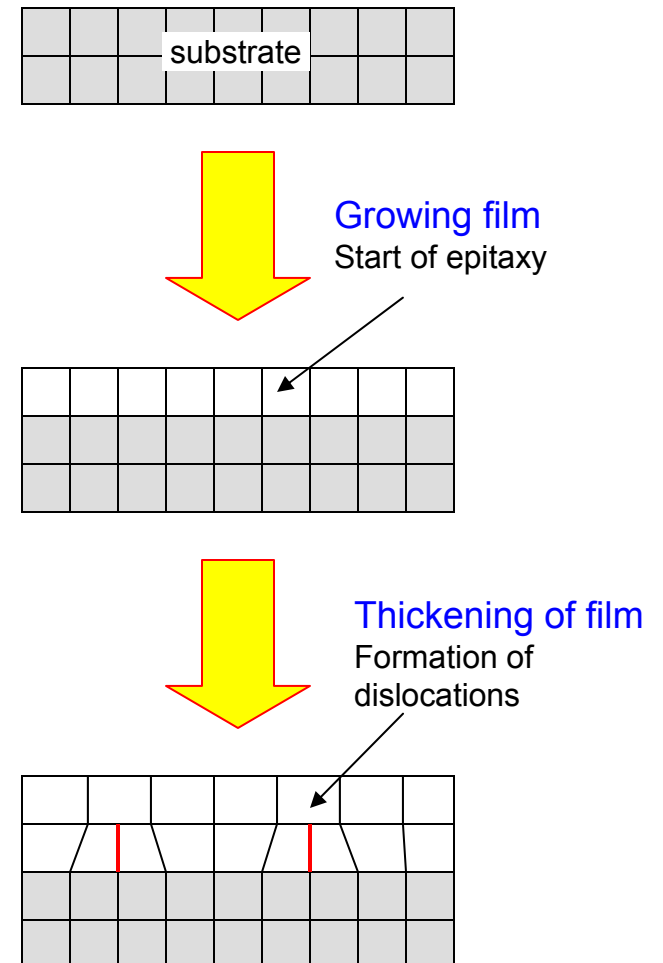 substrate
Growing film
Start of epitaxy
Thickening of film
Formation of
dislocations